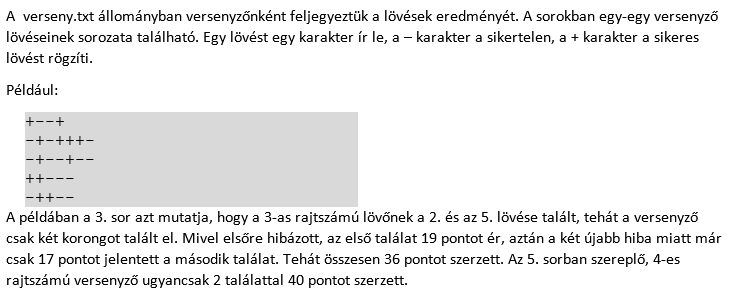 A verseny.txt állományban versenyzőnként feljegyeztük a lövések eredményét. A sorokban egy-egy versenyző
lövéseinek sorozata található. Egy lövést egy karakter ír le, a – karakter a sikertelen, a + karakter a sikeres
lövést rögzíti.
Például:
+--+
-+-+++-
-+--+--
++---
-++--
A példában a 3. sor azt mutatja, hogy a 3-as rajtszámú lövőnek a 2. és az 5. lövése talált, tehát a versenyző
csak két korongot talált el. Mivel elsőre hibázott, az első találat 19 pontot ér, aztán a két újabb hiba miatt már
csak 17 pontot jelentett a második találat. Tehát összesen 36 pontot szerzett. Az 5. sorban szereplő, 4-es
rajtszámú versenyző ugyancsak 2 találattal 40 pontot szerzett.